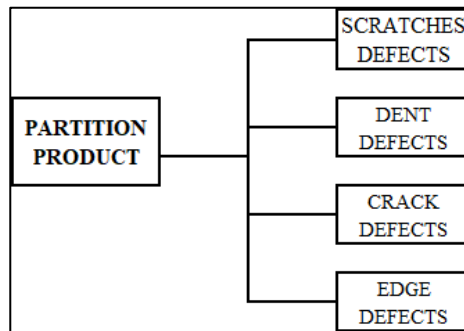 SCRATCHES
DEFECTS
PARTITION
PRODUCT
DENT
DEFECTS
CRACK
DEFECTS
EDGE
DEFECTS